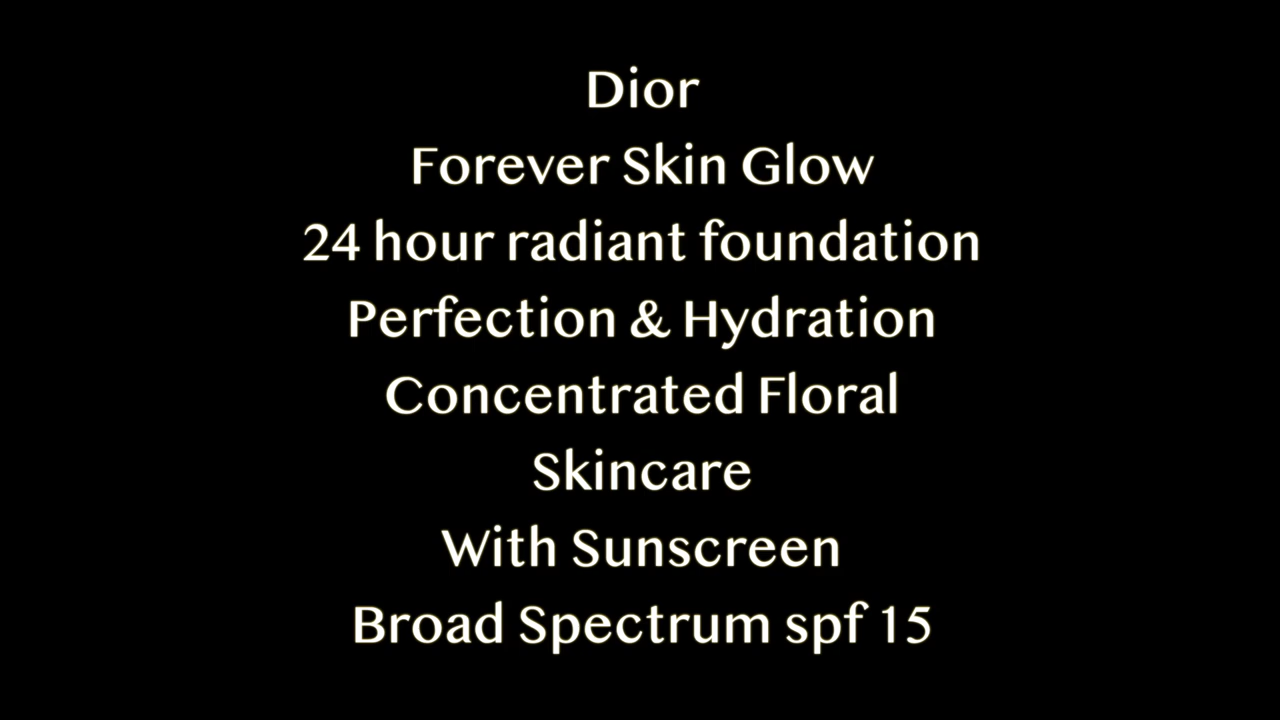 Dior
Forever Skin Glow
24 hour radiant foundation
Perfection & Hydration
Concentrated Floral
Skincare
With Sunscreen
Broad Spectrum spf 15